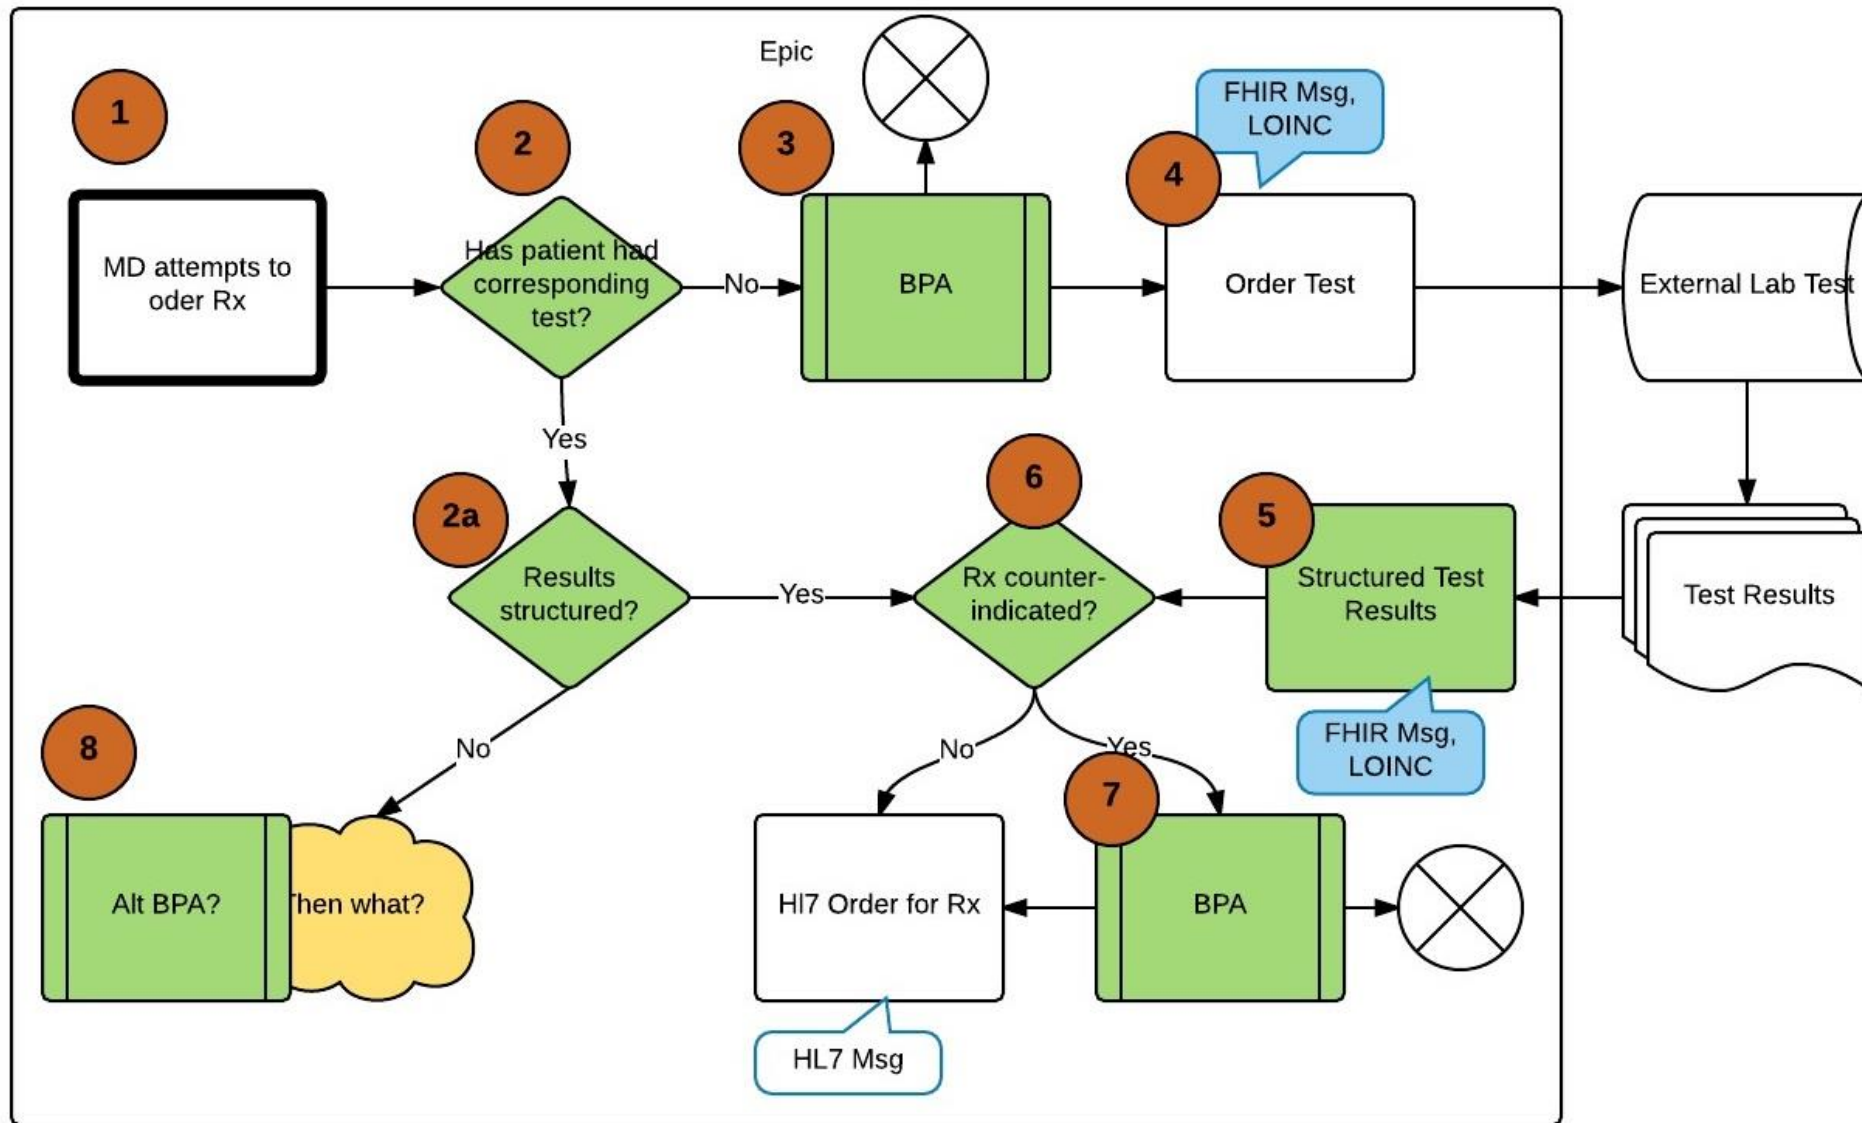 Epic
FHIR Msg,
LOINC
1
2
3
4
MD attempts to
oder Rx
Has patient had
corresponding
test?
No
BPA
Order Test
External Lab Test
Yes
2a
6
5
Results
structured?
Yes
Rx counter-
indicated?
Structured Test
Results
Test Results
FHIR Msg,
LOINC
No
No
Yes
8
7
Alt BPA?
Then what?
Hl7 Order for Rx
BPA
HL7 Msg